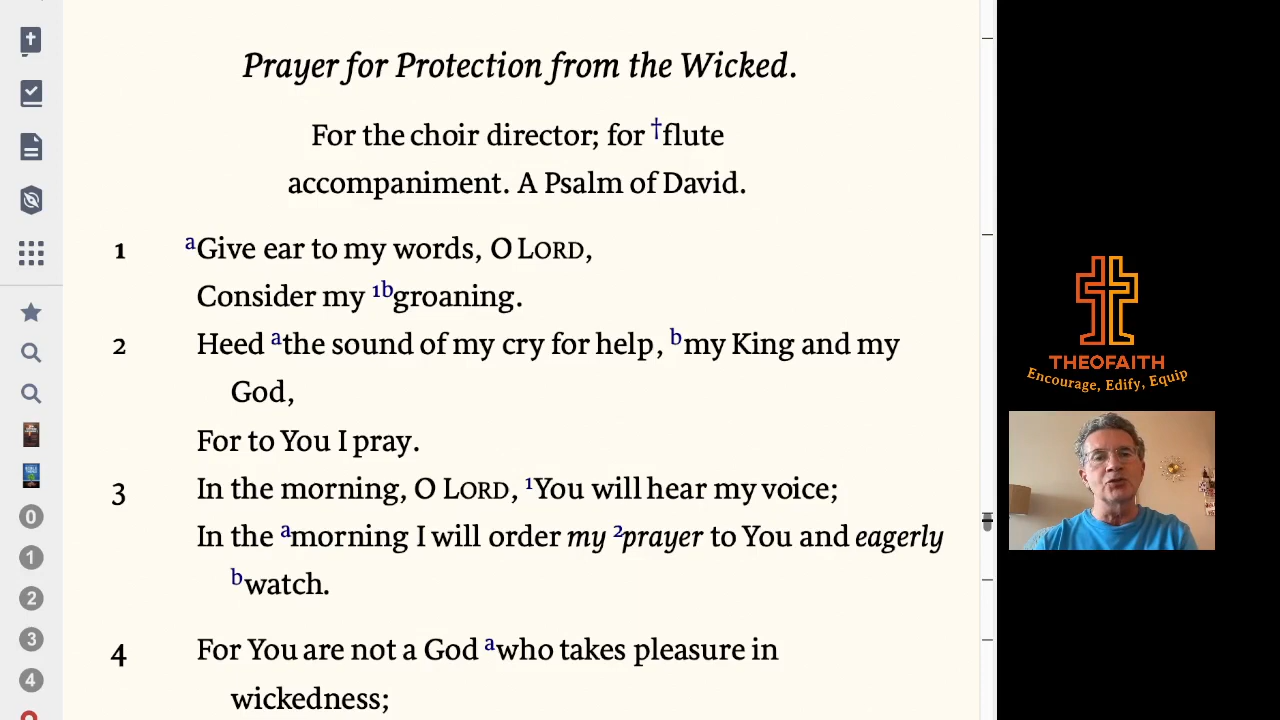 Prayer for Protection from the Wicked.
For the choir director; for †flute
accompaniment. A Psalm of David.
1 aGive ear to my words, O LORD,
Consider my 1bgroaning.
2 Heed athe sound of my cry for help, bmy King and my
God,
For to You I pray.
3 In the morning, O LORD, 1You will hear my voice;
In the amorning I will order my 2prayer to You and eagerly
bwatch.
4 For You are not a God awho takes pleasure in
wickedness;
0
1
2
3
4
THEOFAITH
Encourage, Edify, Equip